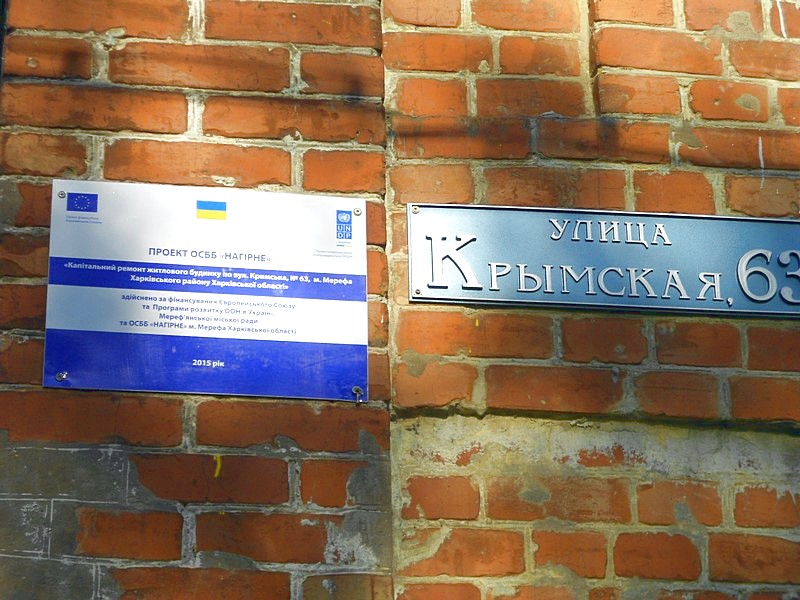 UN
DP
ПРОЕКТ ОСББ «НАГІРНЕ»
«Капітальний ремонт житлового будинку по вул. Кримська, № 63, м. Мерефа
Харківського району Харківської області»
здійснено за фінансування Європейського Союзу
та Програми розвитку ООН в Україні,
Мереф'янської міської ради
та ОСББ «НАГІРНЕ» м. Мерефа Харківської області
2015 рік
УЛИЦА
КРЫМСКАЯ, 63